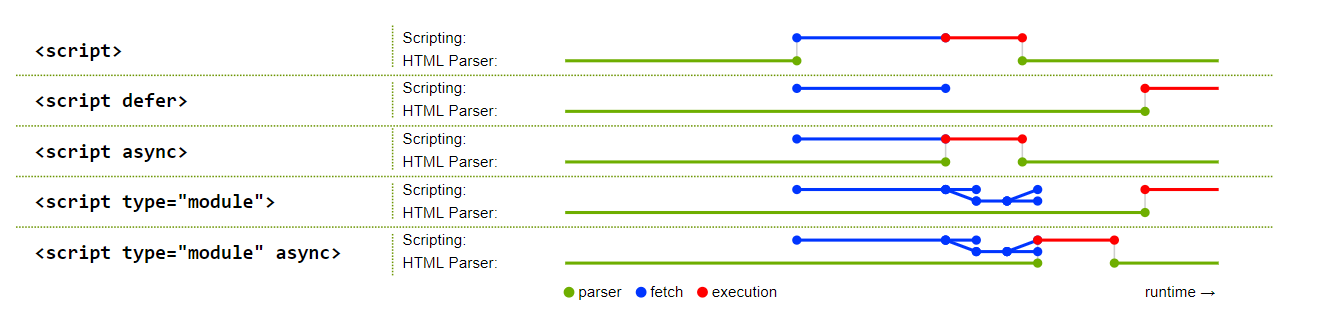 <script>
Scripting:
HTML Parser:
<script defer>
Scripting:
HTML Parser:
<script async>
Scripting:
HTML Parser:
<script type="module">
Scripting:
HTML Parser:
<script type="module" async>
Scripting:
HTML Parser:
parser fetch execution runtime →